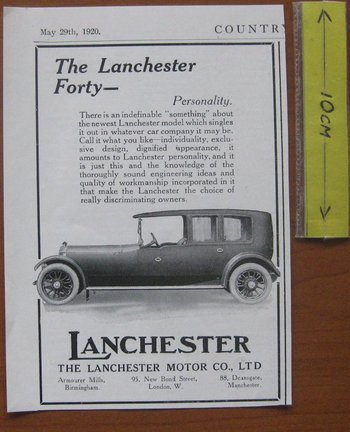 May 29th, 1920.
COUNTRY
The Lanchester
Forty—
Personality.
There is an indefinable "something" about
the newest Lanchester model which singles
it out in whatever car company it may be.
Call it what you like—individuality, exclu-
sive design, dignified appearance, it
amounts to Lanchester personality, and it
is just this and the knowledge of the
thoroughly sound engineering ideas and
quality of workmanship incorporated in it
that make the Lanchester the choice of
really discriminating owners.
LANCHESTER
THE LANCHESTER MOTOR CO., LTD
Armourer Mills, 95, New Bond Street, 88, Deansgate,
Birmingham. London, W. Manchester.
10CM